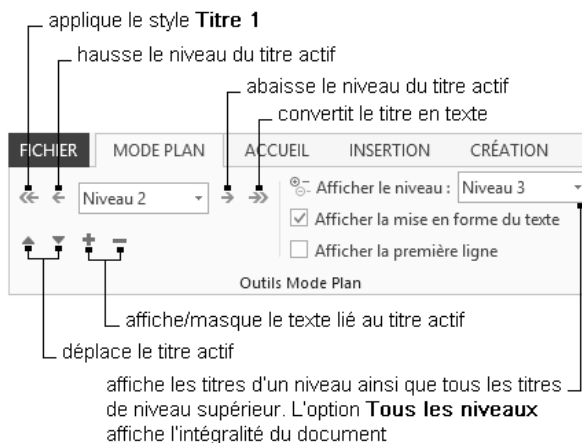 applique le style Titre 1
hausse le niveau du titre actif
abaisse le niveau du titre actif
convertit le titre en texte
FICHIER MODE PLAN ACCUEIL INSERTION CRÉATION
Niveau 2
Afficher le niveau : Niveau 3
Afficher la mise en forme du texte
Afficher la première ligne
Outils Mode Plan
affiche/masque le texte lié au titre actif
déplace le titre actif
affiche les titres d'un niveau ainsi que tous les titres
de niveau supérieur. L'option Tous les niveaux
affiche l'intégralité du document